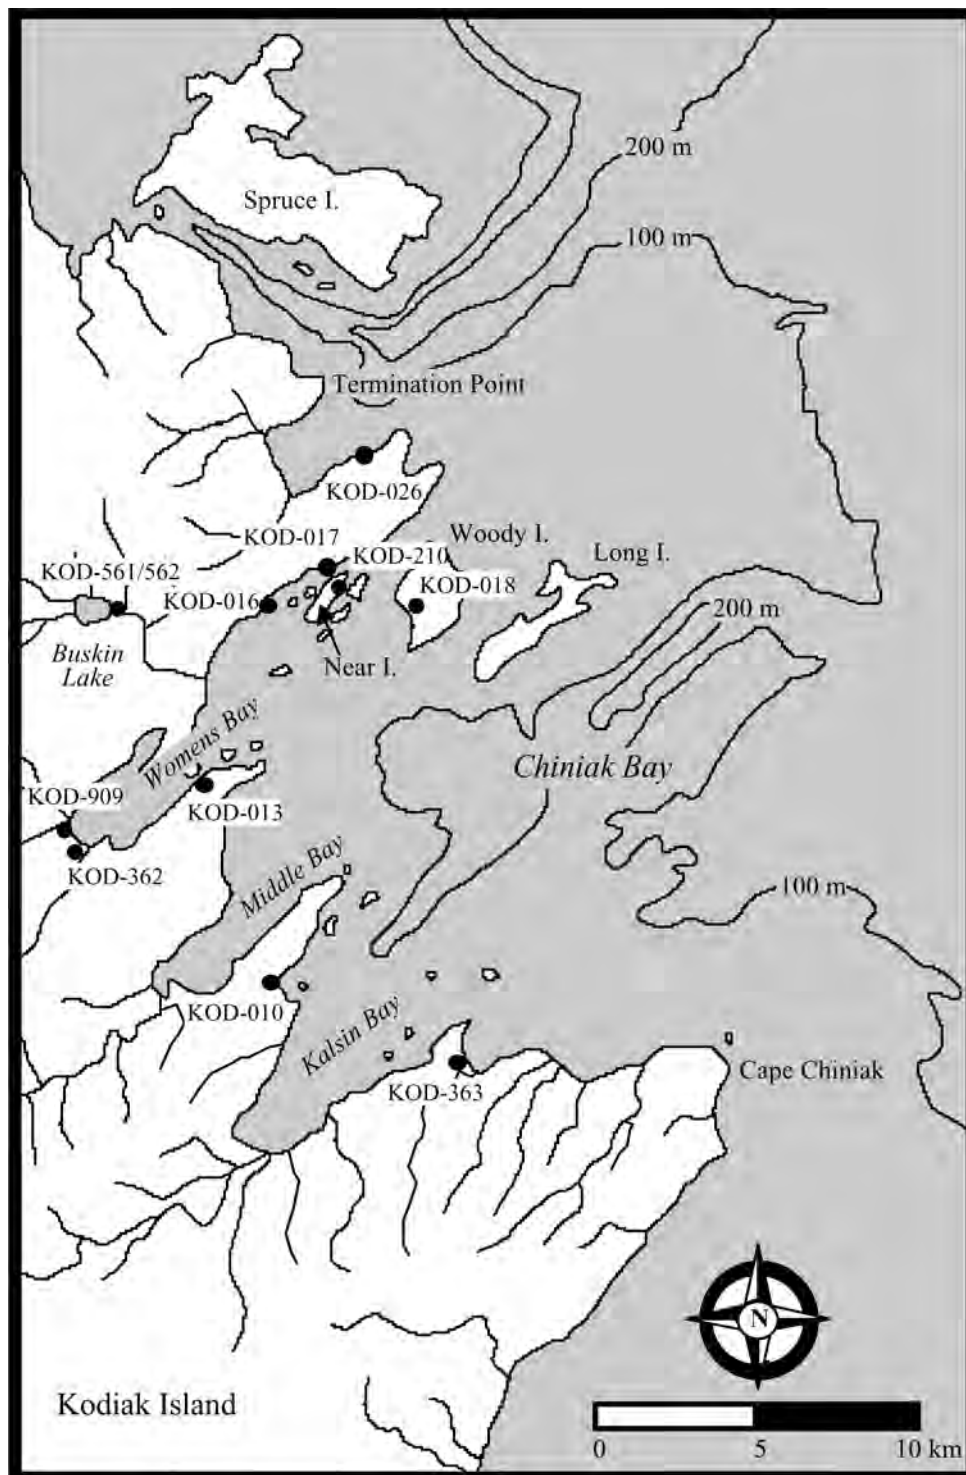 200 m
Spruce I.
100 m
Termination Point
KOD-026
KOD-017
Woody I.
KOD-210
Long I.
KOD-561/562
KOD-018
KOD-016
200 m
Buskin
Lake
Near I.
Womens Bay
Chiniak Bay
KOD-909
KOD-013
KOD-362
Middle Bay
100 m
KOD-010
Kalsin Bay
Cape Chiniak
KOD-363
N
Kodiak Island
0 5 10 km